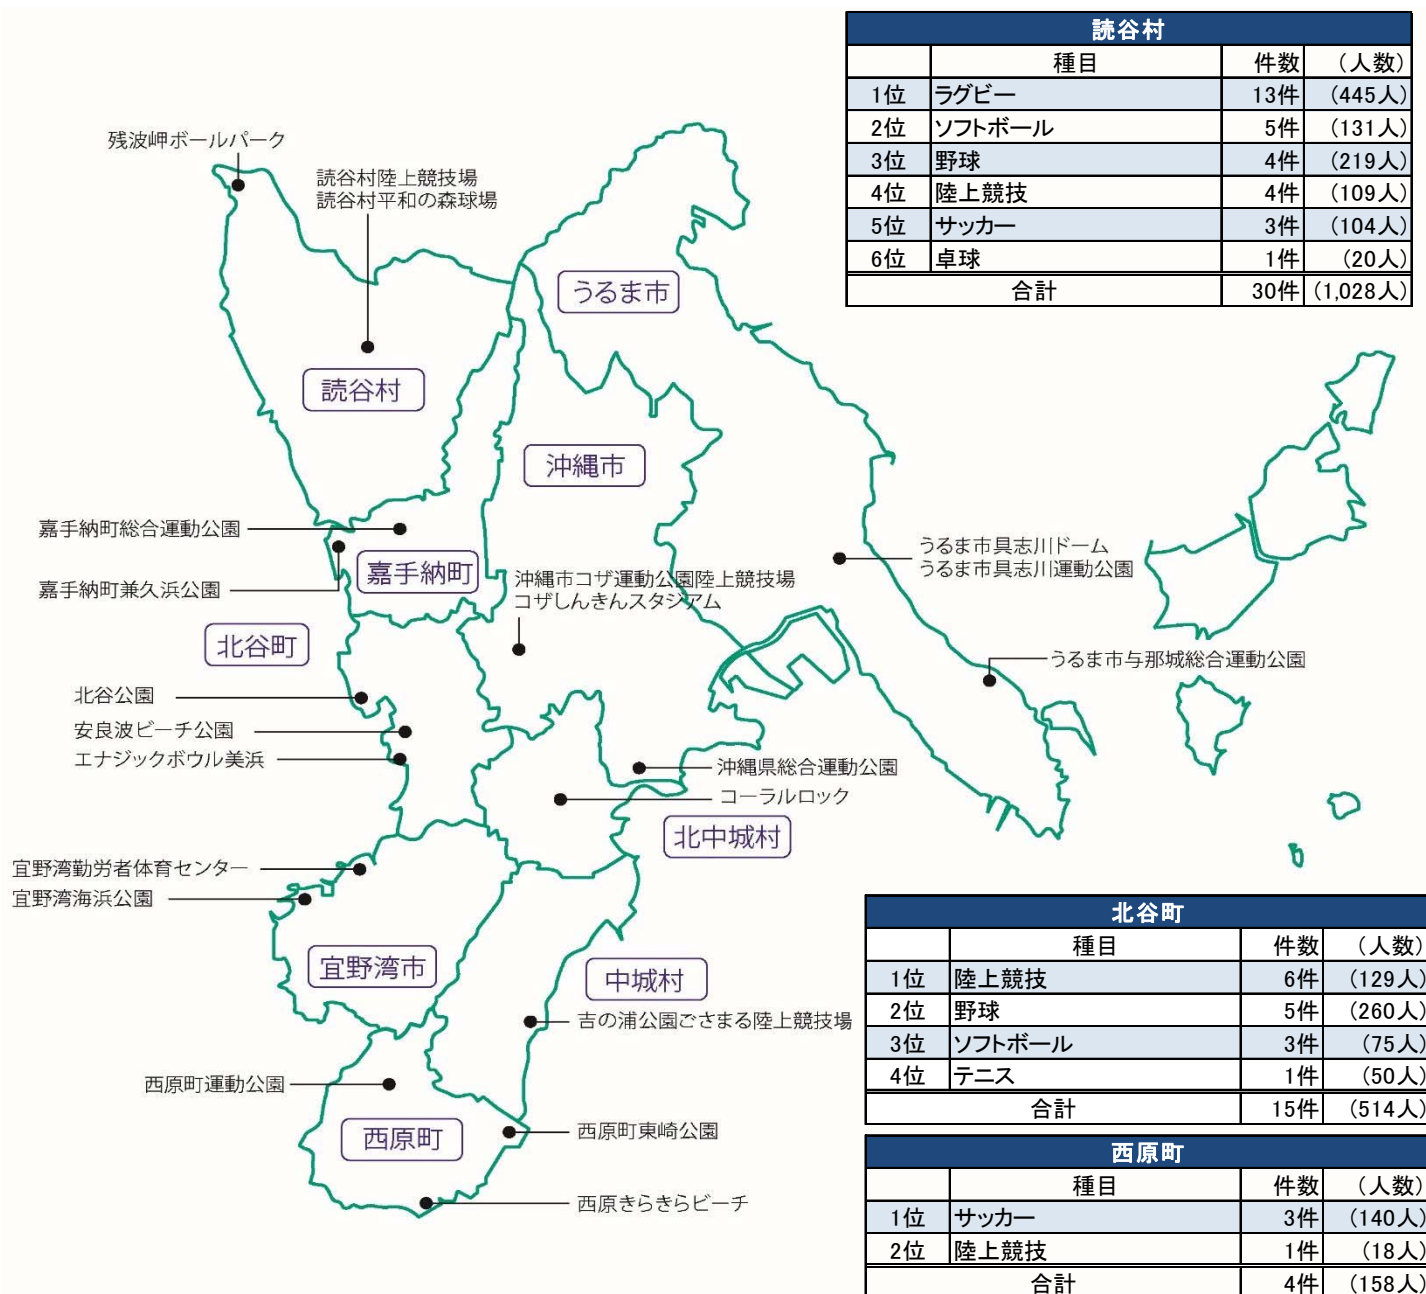 読谷村
種目 件数 (人数)
1位 ラグビー 13件 (445人)
2位 ソフトボール 5件 (131人)
3位 野球 4件 (219人)
4位 陸上競技 4件 (109人)
5位 サッカー 3件 (104人)
6位 卓球 1件 (20人)
合計 30件 (1,028人)
残波岬ボールパーク
読谷村陸上競技場
読谷村平和の森球場
うるま市
読谷村
沖縄市
嘉手納町総合運動公園
嘉手納町兼久浜公園
嘉手納町
沖縄市コザ運動公園陸上競技場
コザしんきんスタジアム
うるま市具志川ドーム
うるま市具志川運動公園
北谷町
うるま市与那城総合運動公園
北谷公園
安良波ビーチ公園
エナジックボウル美浜
沖縄県総合運動公園
コーラルロック
北中城村
宜野湾勤労者体育センター
宜野湾海浜公園
宜野湾市
中城村
吉の浦公園ごさまる陸上競技場
西原町運動公園
西原町
西原町東崎公園
西原きらきらビーチ
北谷町
種目 件数 (人数)
1位 陸上競技 6件 (129人)
2位 野球 5件 (260人)
3位 ソフトボール 3件 (75人)
4位 テニス 1件 (50人)
合計 15件 (514人)
西原町
種目 件数 (人数)
1位 サッカー 3件 (140人)
2位 陸上競技 1件 (18人)
合計 4件 (158人)